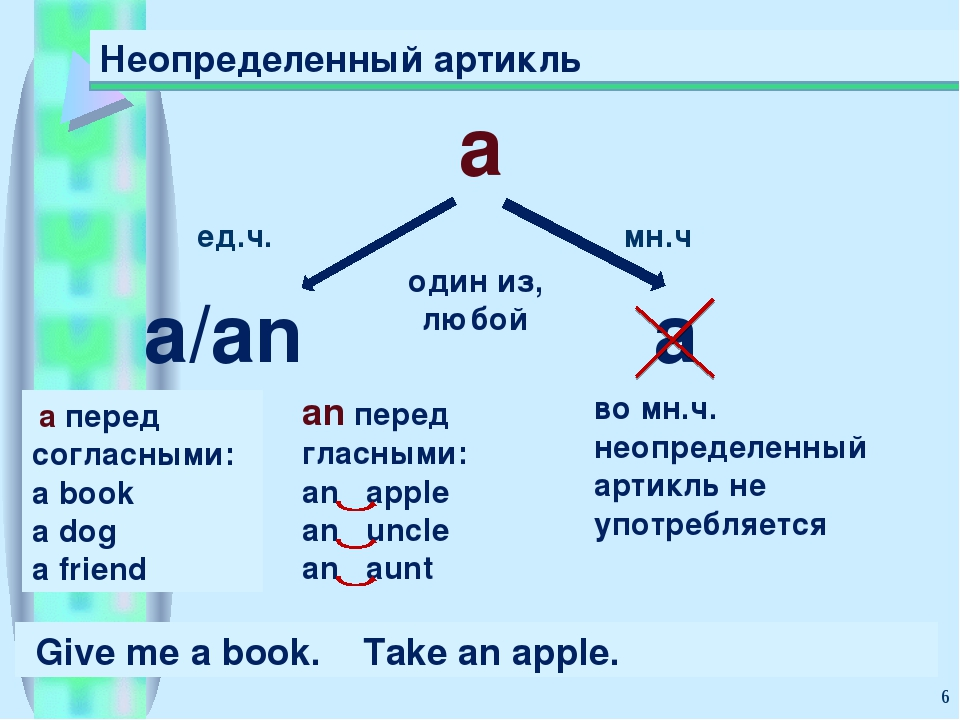 Неопределенный артикль
a
ед.ч.
мн.ч
один из,
любой
a/an
a
а перед
согласными:
a book
a dog
a friend
an перед
гласными:
an apple
an uncle
an aunt
во мн.ч.
неопределенный
артикль не
употребляется
Give me a book. Take an apple.
6